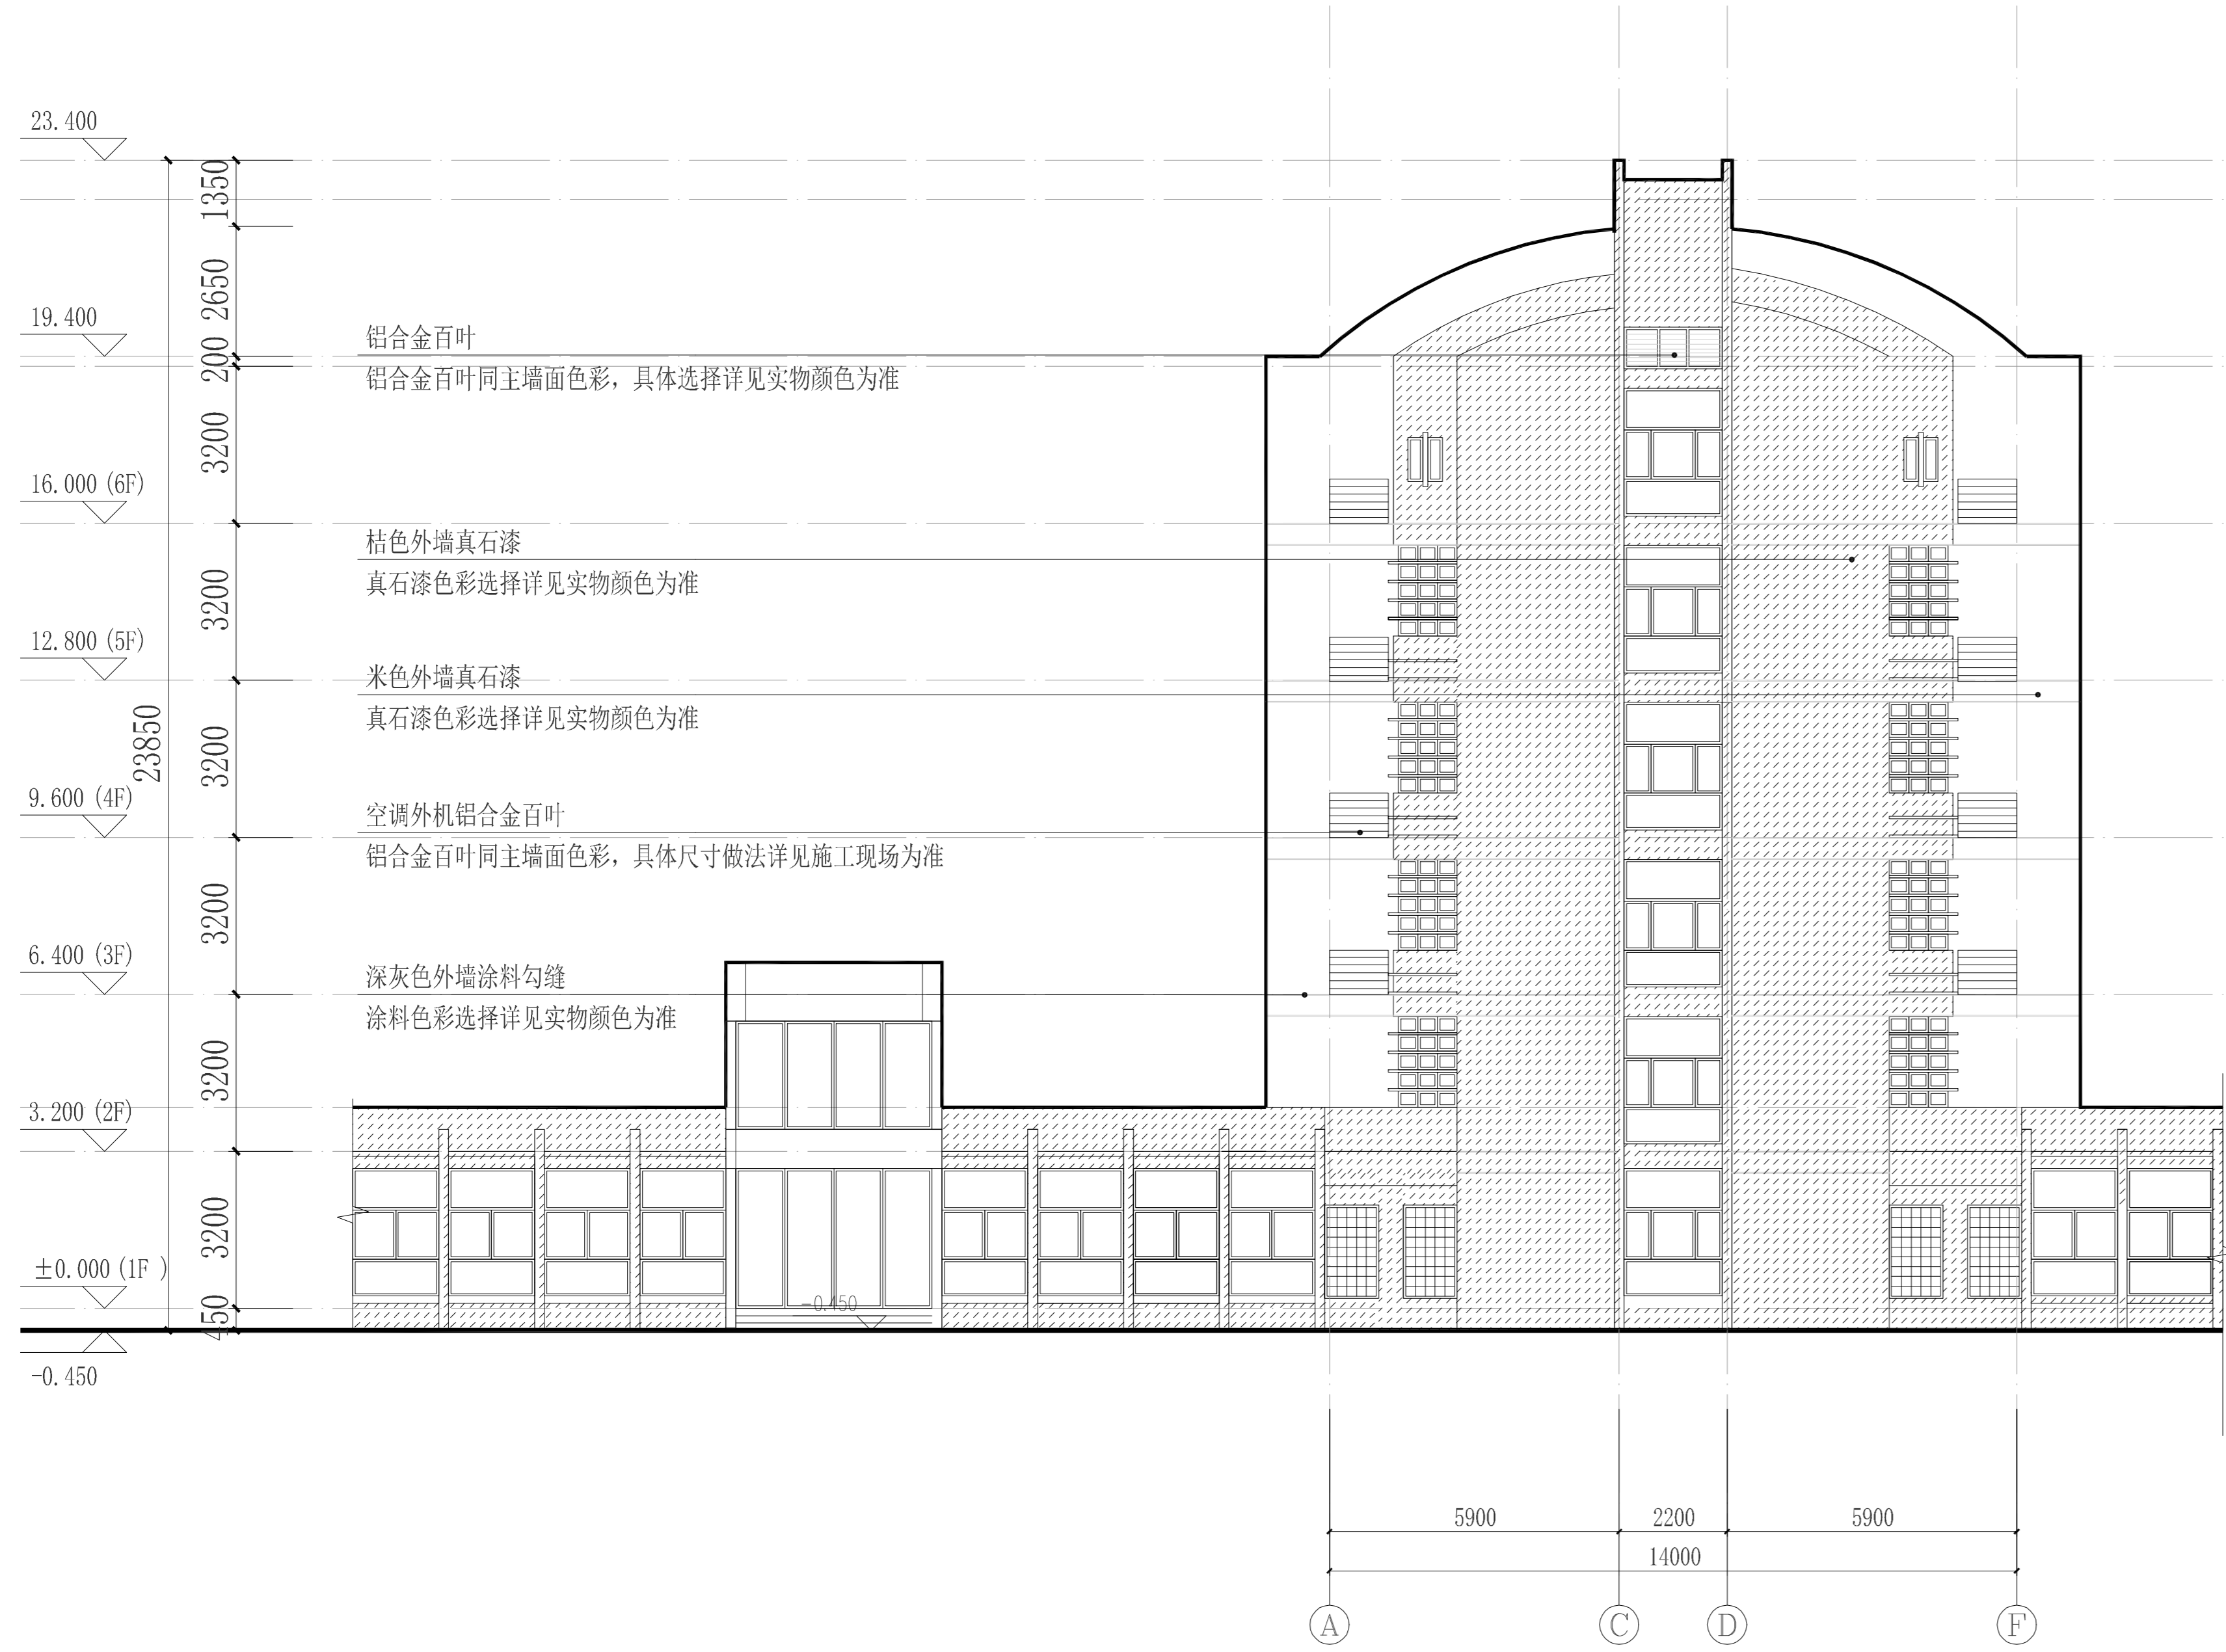 23.400
1350
2650
19.400
铝合金百叶
200
铝合金百叶同主墙面色彩，具体选择详见实物颜色为准
3200
16.000 (6F)
桔色外墙真石漆
真石漆色彩选择详见实物颜色为准
3200
12.800 (5F)
米色外墙真石漆
真石漆色彩选择详见实物颜色为准
23850
3200
9.600 (4F)
空调外机铝合金百叶
铝合金百叶同主墙面色彩，具体尺寸做法详见施工现场为准
3200
6.400 (3F)
深灰色外墙涂料勾缝
涂料色彩选择详见实物颜色为准
3200
3.200 (2F)
3200
±0.000 (1F )
450
-0.450
-0.450
5900 2200 5900
14000
A C D F